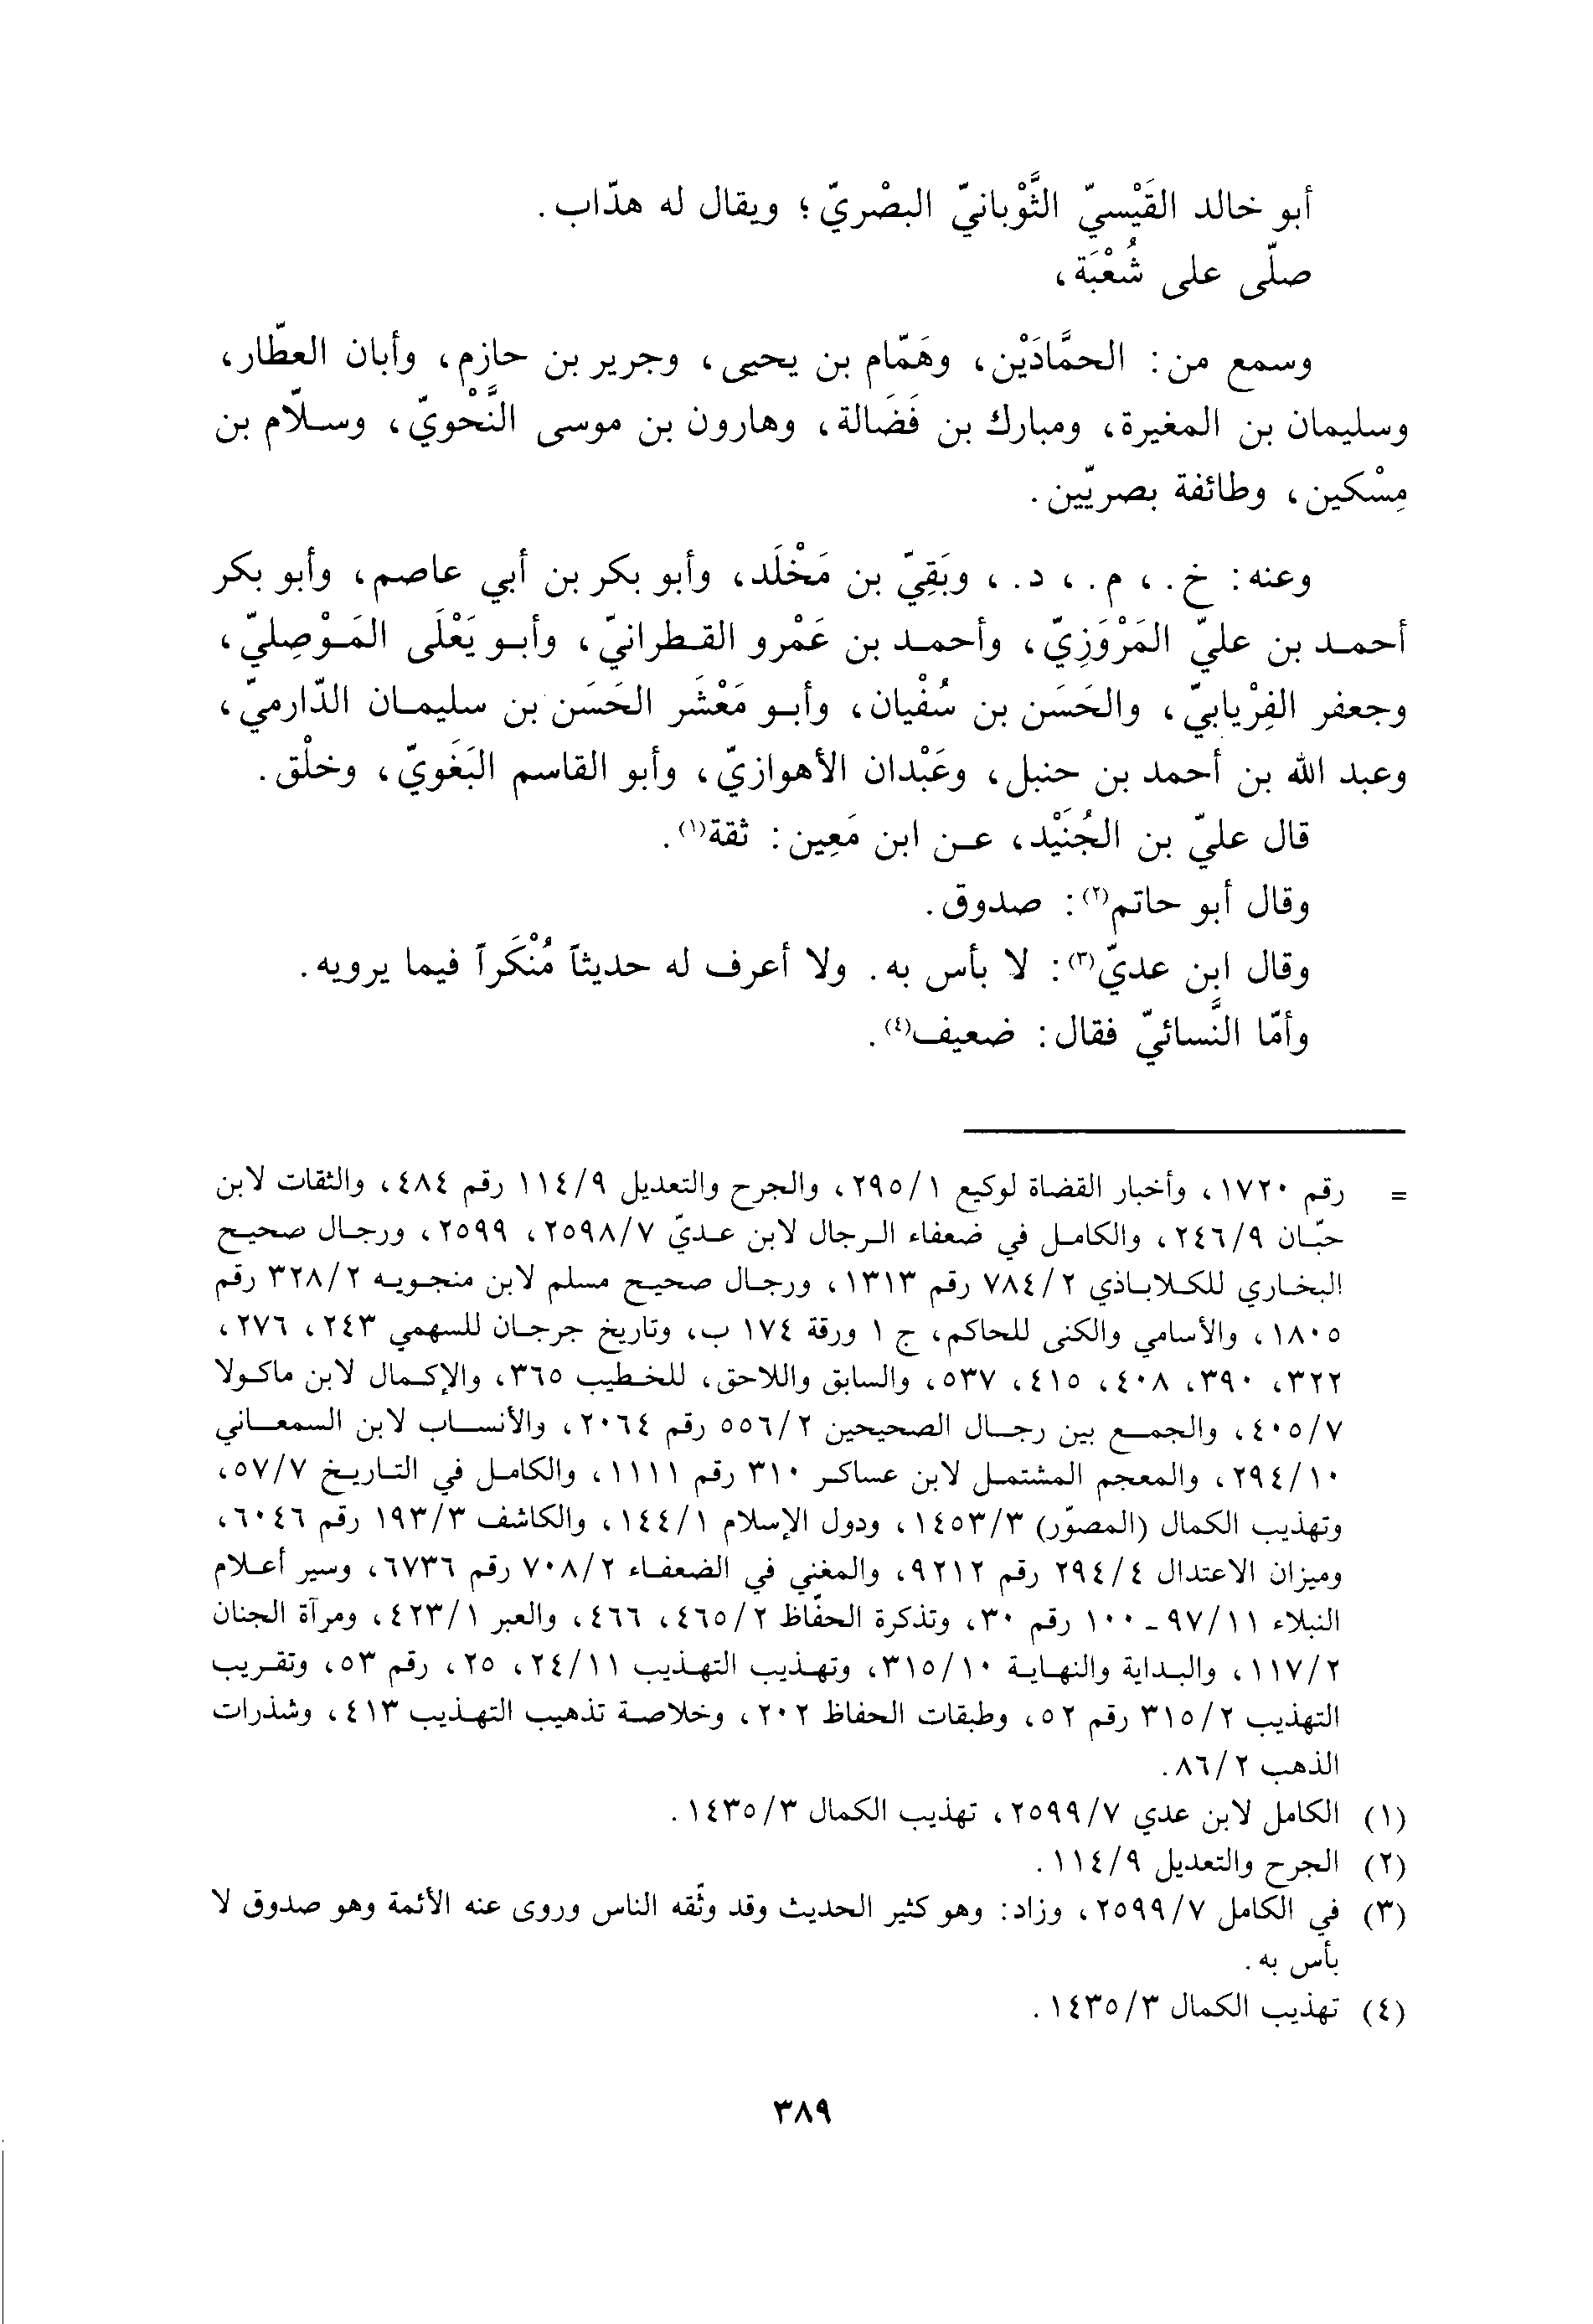 أبو خالد القَيْسيّ الثَّوْبانيّ البصْريّ؛ ويقال له هدّاب.
صلّى على شُعْبَة،
وسمع من: الحمَّادَيْن، وهَمّام بن يحيى، وجرير بن حازم، وأبان العطّار،
وسليمان بن المغيرة، ومبارك بن فَضَالة، وهارون بن موسى النَّحْويّ، وسلّام بن
مِسْكين، وطائفة بصريّين.
وعنه: خ.، م.، د.، وبَقِيّ بن مَخْلَد، وأبو بكر بن أبي عاصم، وأبو بكر
أحمد بن عليّ المَرْوَزِيّ، وأحمد بن عَمْرو القطرانيّ، وأبو يَعْلَى المَوْصِليّ،
وجعفر الفِرْيابيّ، والحَسَن بن سُفْيان، وأبو مَعْشَر الحَسَن بن سليمان الدّارميّ،
وعبد الله بن أحمد بن حنبل، وعَبْدان الأهوازيّ، وأبو القاسم البَغَويّ، وخلْق.
قال عليّ بن الجُنَيْد، عن ابن مَعِين: ثقة(١).
وقال أبو حاتم(٢): صدوق.
وقال ابن عديّ(٣): لا بأس به. ولا أعرف له حديثاً مُنْكَراً فيما يرويه.
وأمّا النَّسائيّ فقال: ضعيف(٤).
= رقم ١٧٢٠، وأخبار القضاة لوكيع ٢٩٥/١، والجرح والتعديل ١١٤/٩ رقم ٤٨٤، والثقات لابن
حبّان ٢٤٦/٩، والكامل في ضعفاء الرجال لابن عديّ ٢٥٩٨/٧، ٢٥٩٩، ورجال صحيح
البخاري للكلاباذي ٧٨٤/٢ رقم ١٣١٣، ورجال صحيح مسلم لابن منجويه ٣٢٨/٢ رقم
١٨٠٥، والأسامي والكنى للحاكم، ج ١ ورقة ١٧٤ ب، وتاريخ جرجان للسهمي ٢٤٣، ٢٧٦،
٣٢٢، ٣٩٠، ٤٠٨، ٤١٥، ٥٣٧، والسابق واللاحق، للخطيب ٣٦٥، والإكمال لابن ماكولا
٤٠٥/٧، والجمع بين رجال الصحيحين ٥٥٦/٢ رقم ٢٠٦٤، والأنساب لابن السمعاني
٢٩٤/١٠، والمعجم المشتمل لابن عساكر ٣١٠ رقم ١١١١، والكامل في التاريخ ٥٧/٧،
وتهذيب الكمال (المصوّر) ١٤٥٣/٣، ودول الإسلام ١٤٤/١، والكاشف ١٩٣/٣ رقم ٦٠٤٦،
وميزان الاعتدال ٢٩٤/٤ رقم ٩٢١٢، والمغني في الضعفاء ٧٠٨/٢ رقم ٦٧٣٦، وسير أعلام
النبلاء ٩٧/١١ - ١٠٠ رقم ٣٠، وتذكرة الحفّاظ ٤٦٥/٢، ٤٦٦، والعبر ٤٢٣/١، ومرآة الجنان
١١٧/٢، والبداية والنهاية ٣١٥/١٠، وتهذيب التهذيب ٢٤/١١، ٢٥، رقم ٥٣، وتقريب
التهذيب ٣١٥/٢ رقم ٥٢، وطبقات الحفاظ ٢٠٢، وخلاصة تذهيب التهذيب ٤١٣، وشذرات
الذهب ٨٦/٢.
(١) الكامل لابن عدي ٢٥٩٩/٧، تهذيب الكمال ١٤٣٥/٣.
(٢) الجرح والتعديل ١١٤/٩.
(٣) في الكامل ٢٥٩٩/٧، وزاد: وهو كثير الحديث وقد وثّقه الناس وروى عنه الأئمة وهو صدوق لا
بأس به.
(٤) تهذيب الكمال ١٤٣٥/٣.
٣٨٩